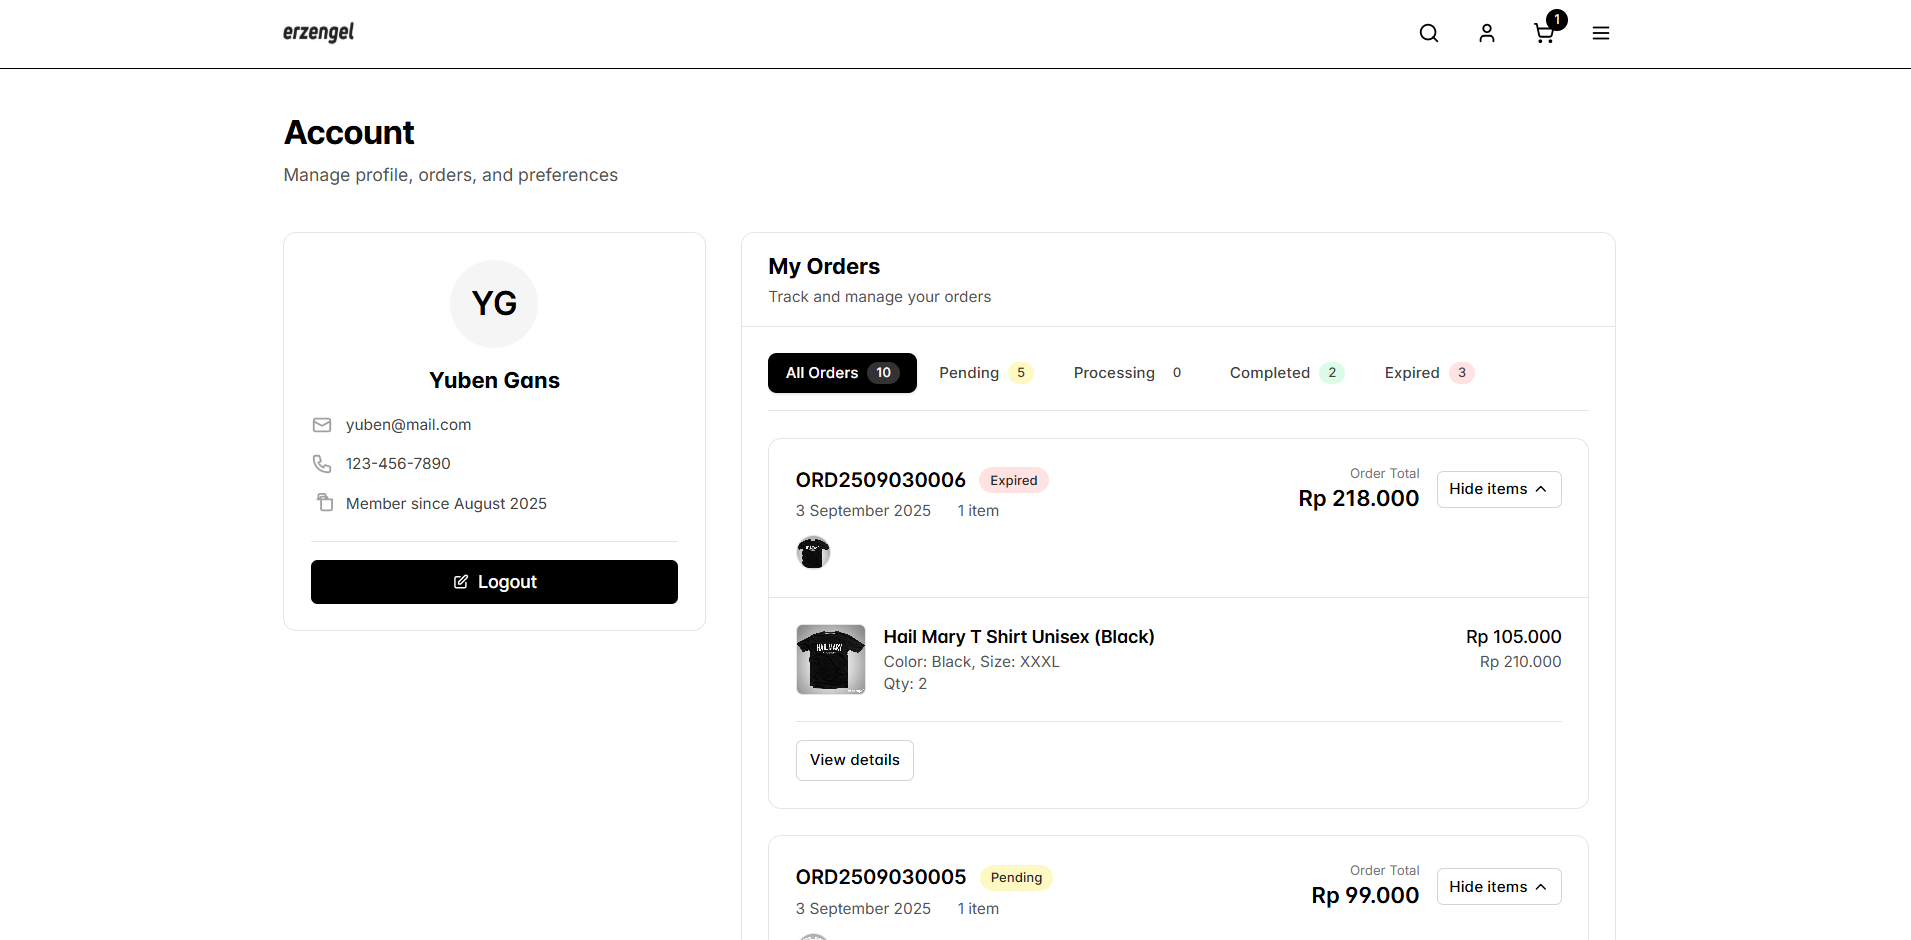 erzengel
1
Account
Manage profile, orders, and preferences
YG
Yuben Gans
yuben@mail.com
123-456-7890
Member since August 2025
Logout
My Orders
Track and manage your orders
All Orders 10 Pending 5 Processing 0 Completed 2 Expired 3
ORD2509030006 Expired
3 September 2025 1 item
Order Total
Rp 218.000
Hide items
Hail Mary T Shirt Unisex (Black)
Color: Black, Size: XXXL
Qty: 2
Rp 105.000
Rp 210.000
HAIL MARY
View details
ORD2509030005 Pending
3 September 2025 1 item
Order Total
Rp 99.000
Hide items